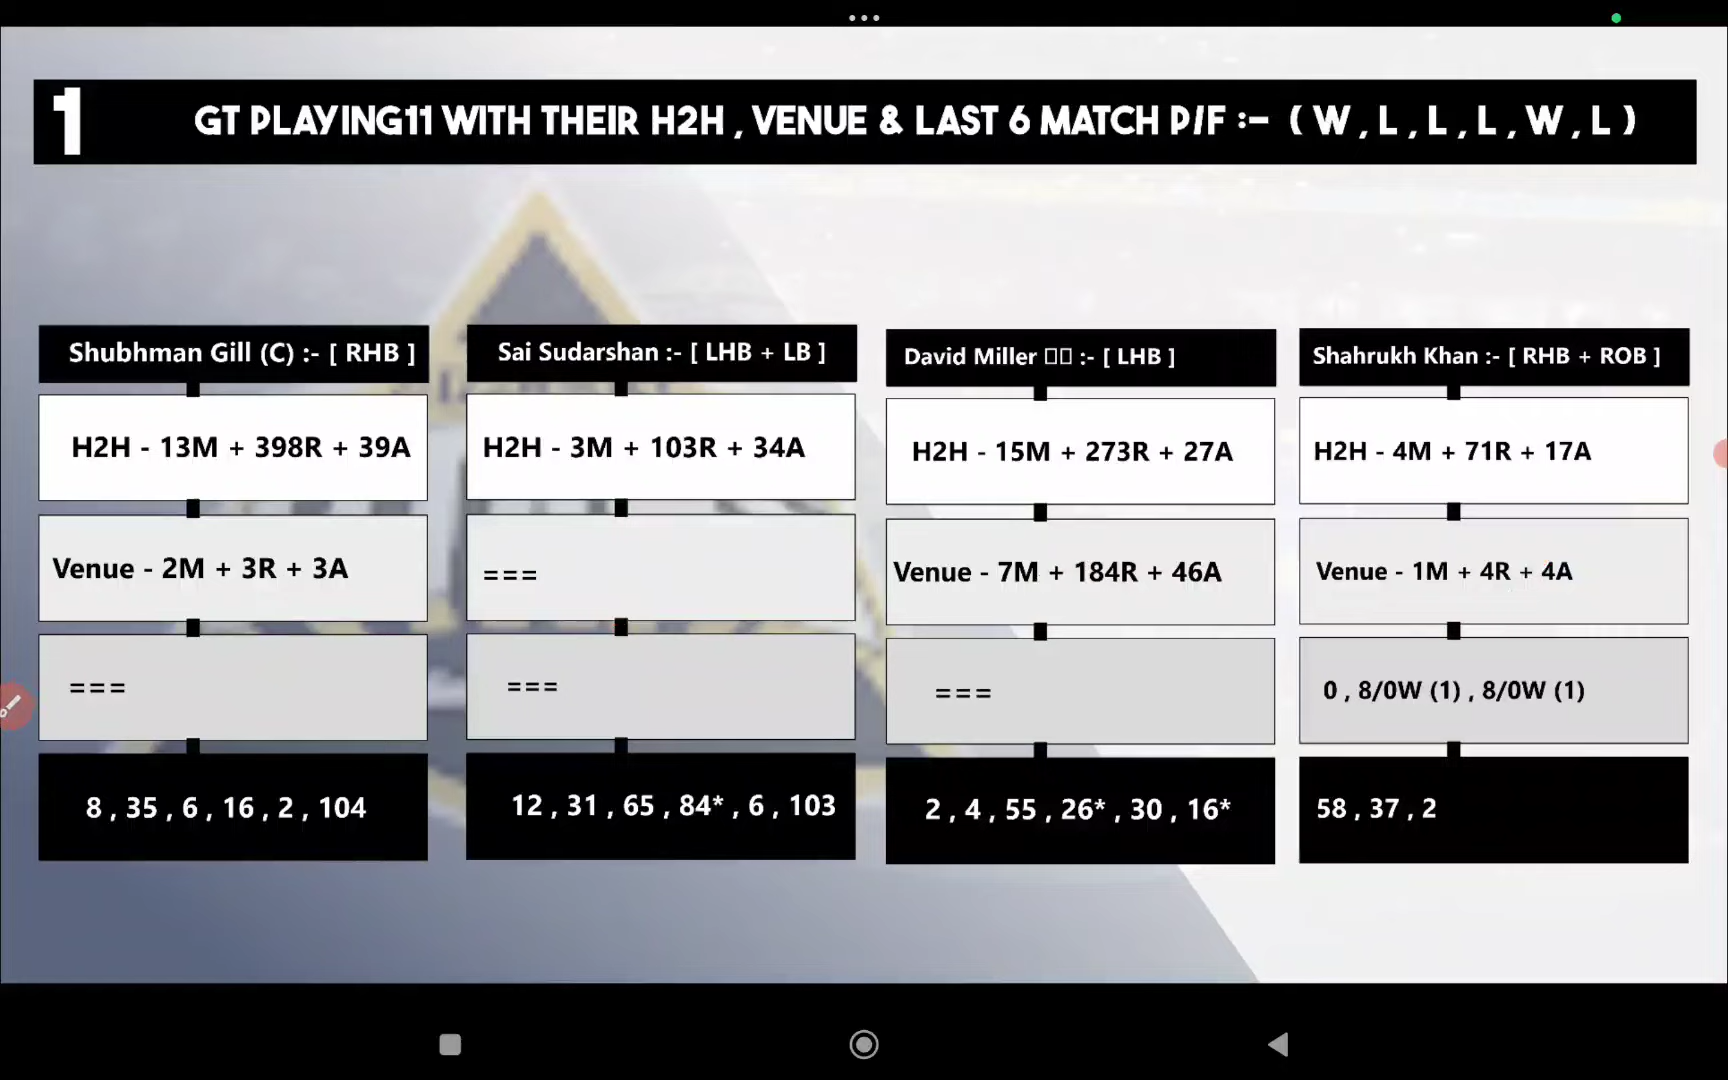 1 GT PLAYING11 WITH THEIR H2H , VENUE & LAST 6 MATCH P/F :- ( W , L , L , L , W , L )
Shubhman Gill (C) :- [ RHB ]
H2H - 13M + 398R + 39A
Venue - 2M + 3R + 3A
===
8 , 35 , 6 , 16 , 2 , 104
Sai Sudarshan :- [ LHB + LB ]
H2H - 3M + 103R + 34A
===
===
12 , 31 , 65 , 84* , 6 , 103
David Miller :- [ LHB ]
H2H - 15M + 273R + 27A
Venue - 7M + 184R + 46A
===
2 , 4 , 55 , 26* , 30 , 16*
Shahrukh Khan :- [ RHB + ROB ]
H2H - 4M + 71R + 17A
Venue - 1M + 4R + 4A
0 , 8/0W (1) , 8/0W (1)
58 , 37 , 2